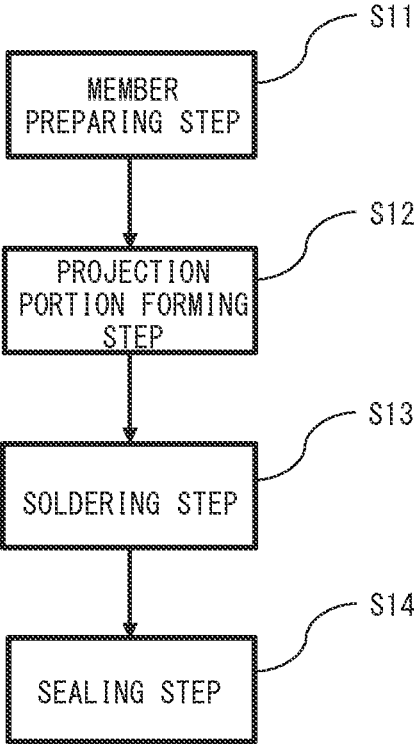 S11
MEMBER
PREPARING STEP
S12
PROJECTION
PORTION FORMING
STEP
S13
SOLDERING STEP
S14
SEALING STEP